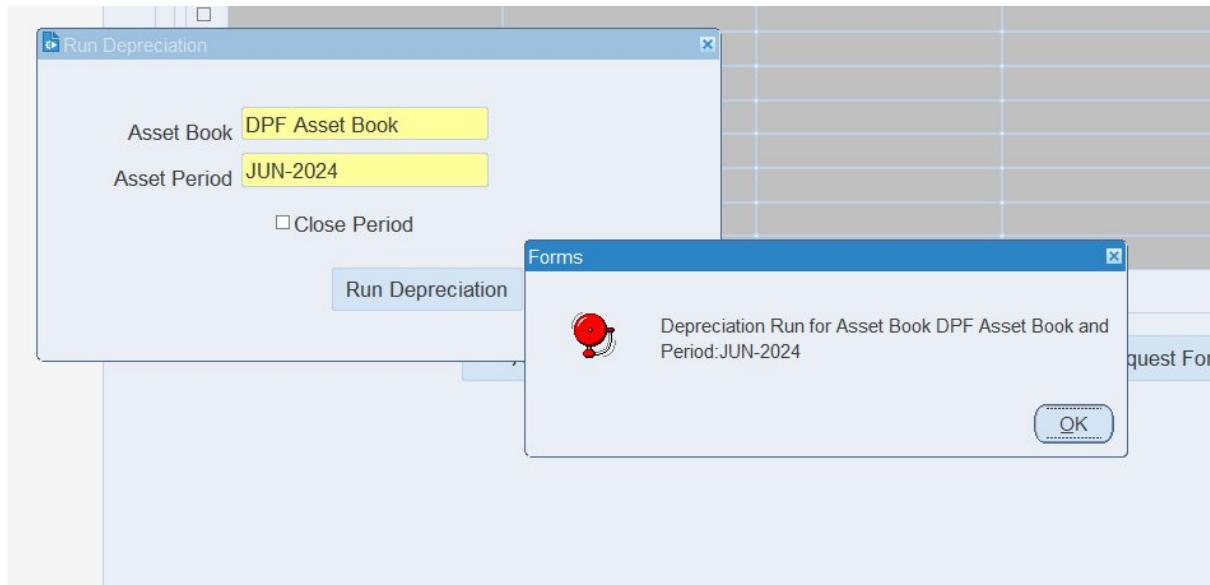 Run Depreciation
Asset Book DPF Asset Book
Asset Period JUN-2024
Close Period
Run Depreciation
Forms
Depreciation Run for Asset Book DPF Asset Book and
Period:JUN-2024
OK
quest For